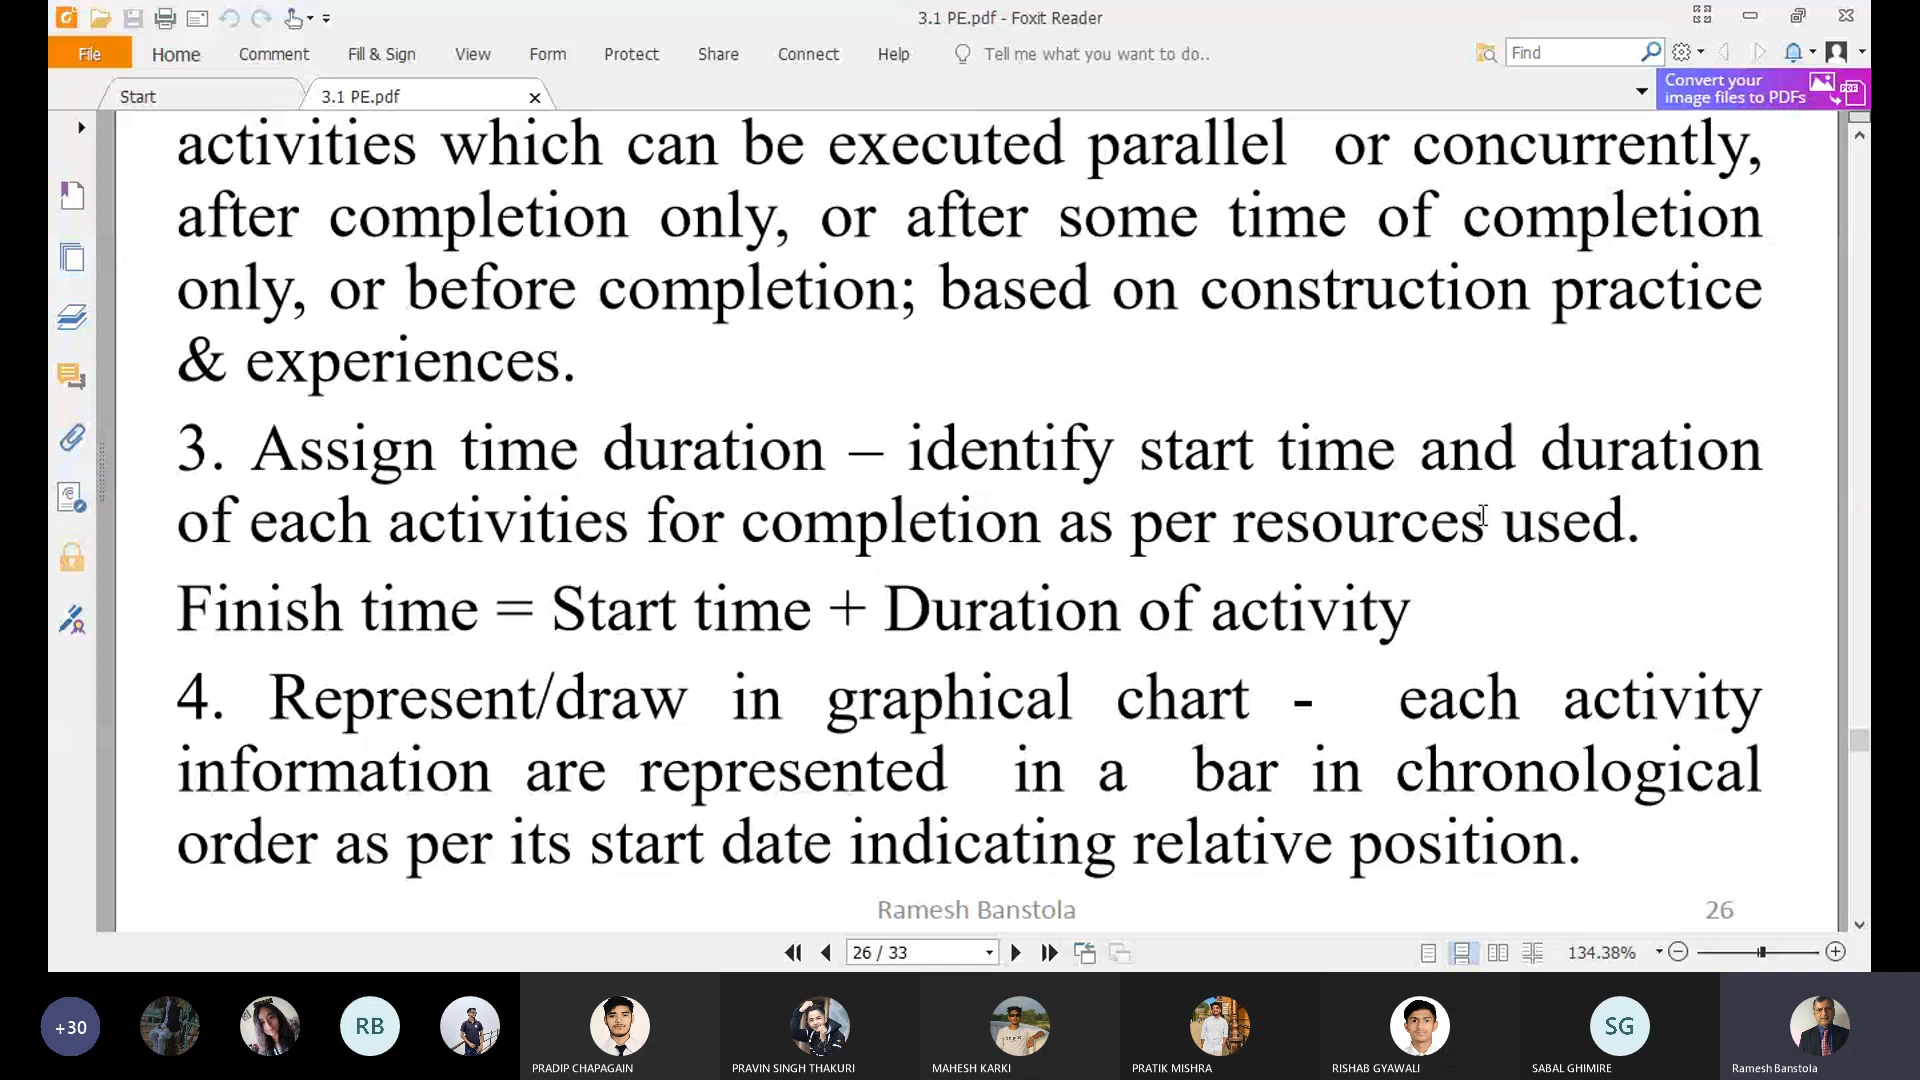 3.1 PE.pdf - Foxit Reader
File Home Comment Fill & Sign View Form Protect Share Connect Help Tell me what you want to do.. Find
Start 3.1 PE.pdf
Convert your
image files to PDFs
activities which can be executed parallel or concurrently,
after completion only, or after some time of completion
only, or before completion; based on construction practice
& experiences.
3. Assign time duration – identify start time and duration
of each activities for completion as per resources used.
Finish time = Start time + Duration of activity
4. Represent/draw in graphical chart - each activity
information are represented in a bar in chronological
order as per its start date indicating relative position.
Ramesh Banstola 26
26 / 33 134.38%
+30 RB SG
PRADIP CHAPAGAIN PRAVIN SINGH THAKURI MAHESH KARKI PRATIK MISHRA RISHAB GYAWALI SABAL GHIMIRE Ramesh Banstola